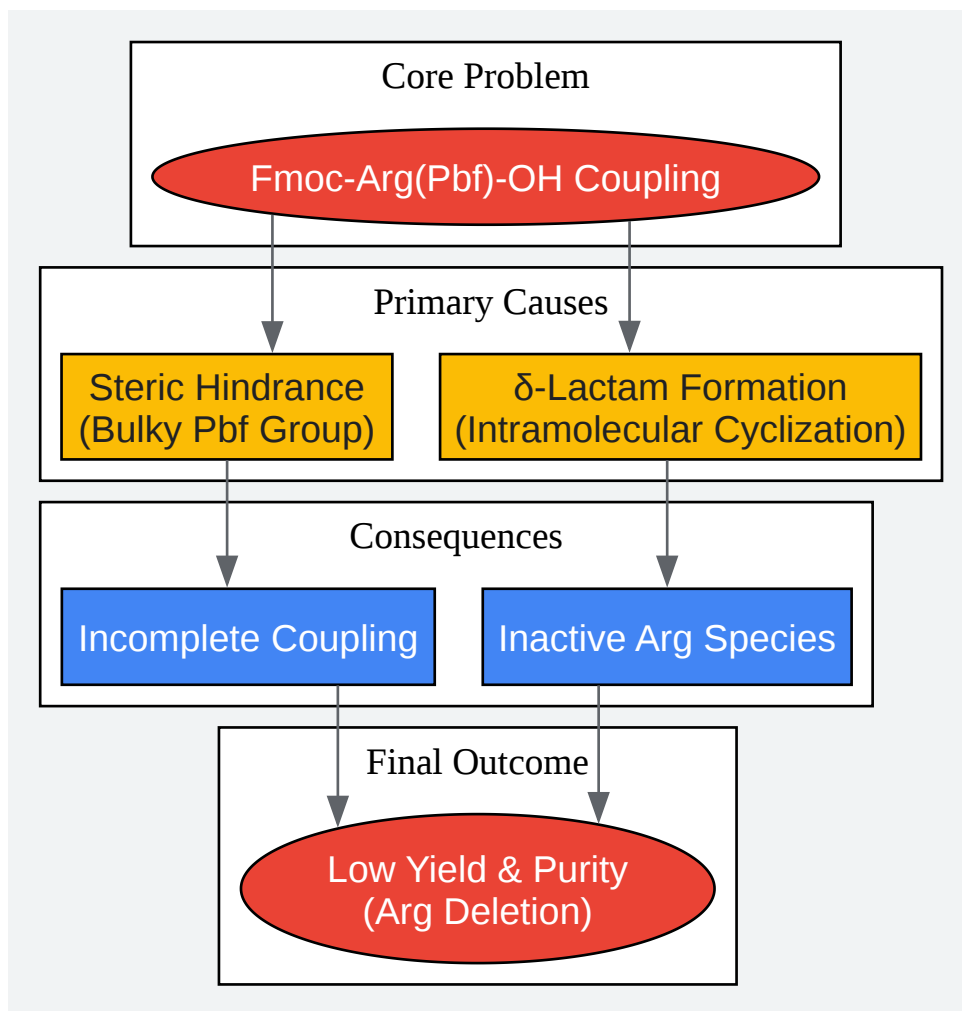 Core Problem
Fmoc-Arg(Pbf)-OH Coupling
Primary Causes
Steric Hindrance
(Bulky Pbf Group)
δ-Lactam Formation
(Intramolecular Cyclization)
Consequences
Incomplete Coupling
Inactive Arg Species
Final Outcome
Low Yield & Purity
(Arg Deletion)